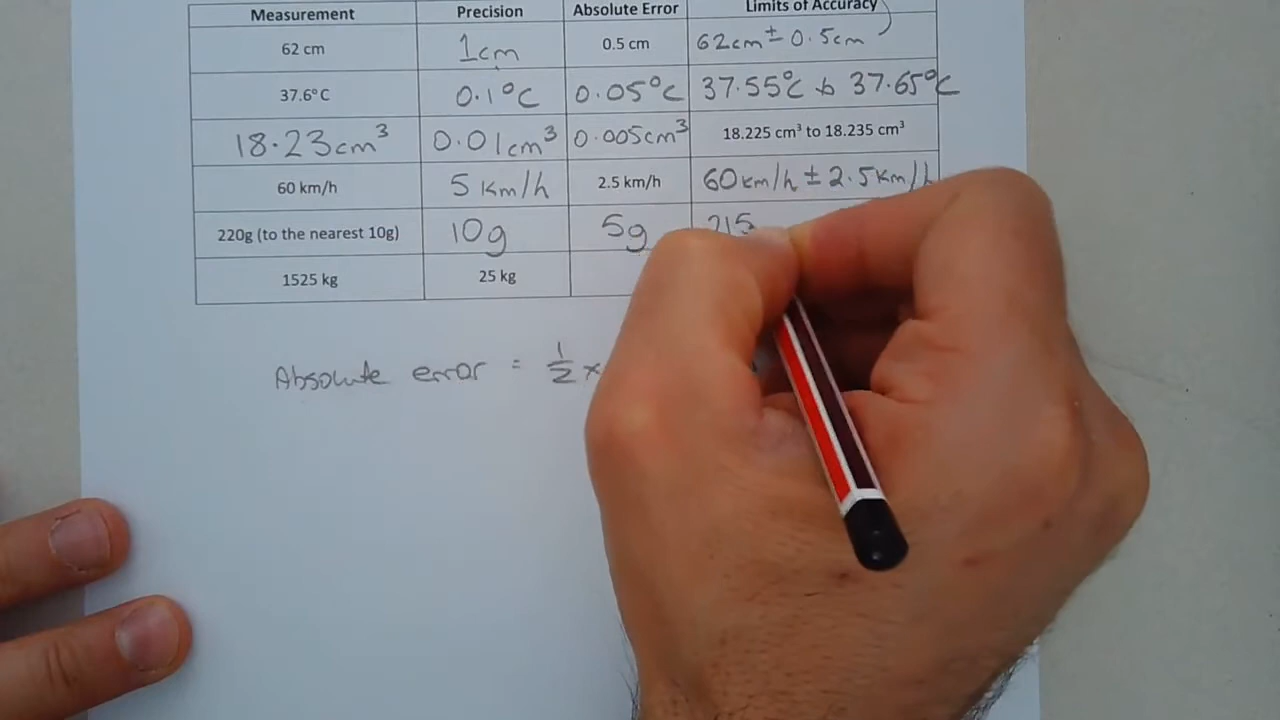 Measurement Precision Absolute Error Limits of Accuracy
62 cm 1cm 0.5 cm 62cm ± 0.5cm
37.6°C 0.1°C 0.05°C 37.55°C to 37.65°C
18.23cm³ 0.01cm³ 0.005cm³ 18.225 cm³ to 18.235 cm³
60 km/h 5 km/h 2.5 km/h 60km/h ± 2.5km/h
220g (to the nearest 10g) 10g 5g 215
1525 kg 25 kg
Absolute error = ½ ×